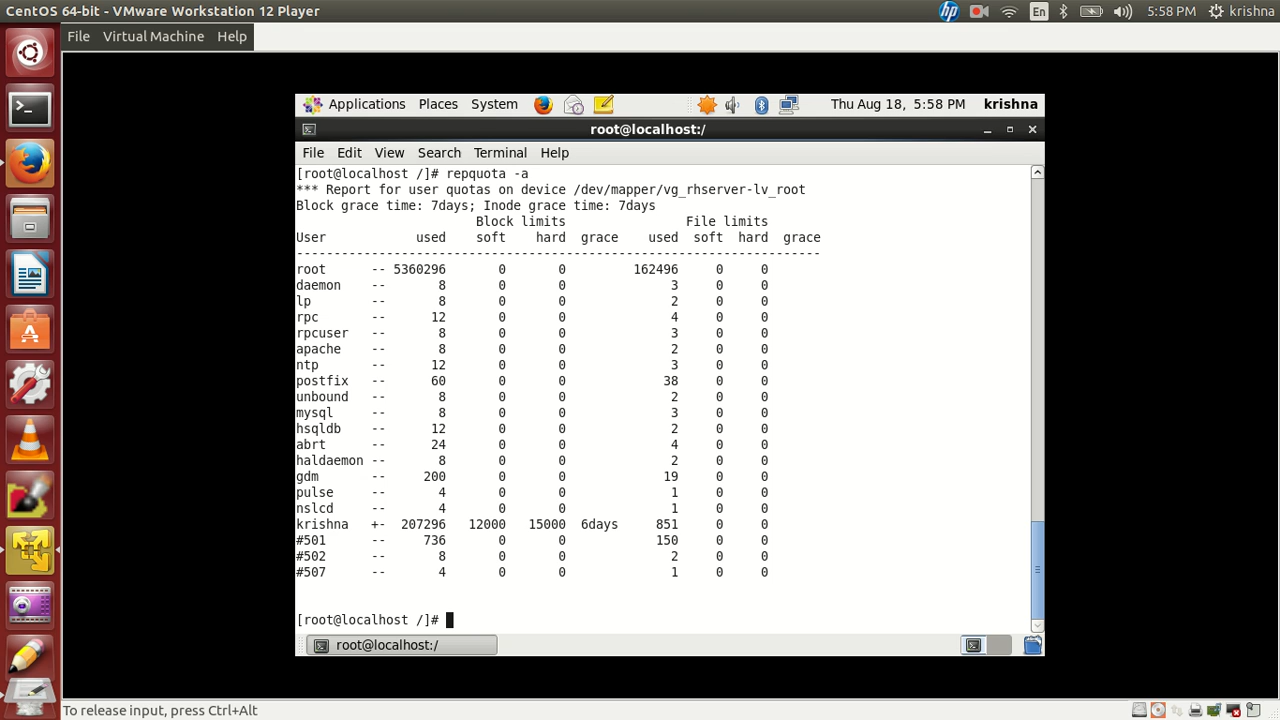 CentOS 64-bit - VMware Workstation 12 Player
En 5:58 PM krishna
File Virtual Machine Help
Applications Places System Thu Aug 18, 5:58 PM krishna
root@localhost:/
File Edit View Search Terminal Help
[root@localhost /]# repquota -a
*** Report for user quotas on device /dev/mapper/vg_rhserver-lv_root
Block grace time: 7days; Inode grace time: 7days
Block limits File limits
User used soft hard grace used soft hard grace
----------------------------------------------------------------------
root -- 5360296 0 0 162496 0 0
daemon -- 8 0 0 3 0 0
lp -- 8 0 0 2 0 0
rpc -- 12 0 0 4 0 0
rpcuser -- 8 0 0 3 0 0
apache -- 8 0 0 2 0 0
ntp -- 12 0 0 3 0 0
postfix -- 60 0 0 38 0 0
unbound -- 8 0 0 2 0 0
mysql -- 8 0 0 3 0 0
hsqldb -- 12 0 0 2 0 0
abrt -- 24 0 0 4 0 0
haldaemon -- 8 0 0 2 0 0
gdm -- 200 0 0 19 0 0
pulse -- 4 0 0 1 0 0
nslcd -- 4 0 0 1 0 0
krishna +- 207296 12000 15000 6days 851 0 0
#501 -- 736 0 0 150 0 0
#502 -- 8 0 0 2 0 0
#507 -- 4 0 0 1 0 0
[root@localhost /]#
root@localhost:/
To release input, press Ctrl+Alt